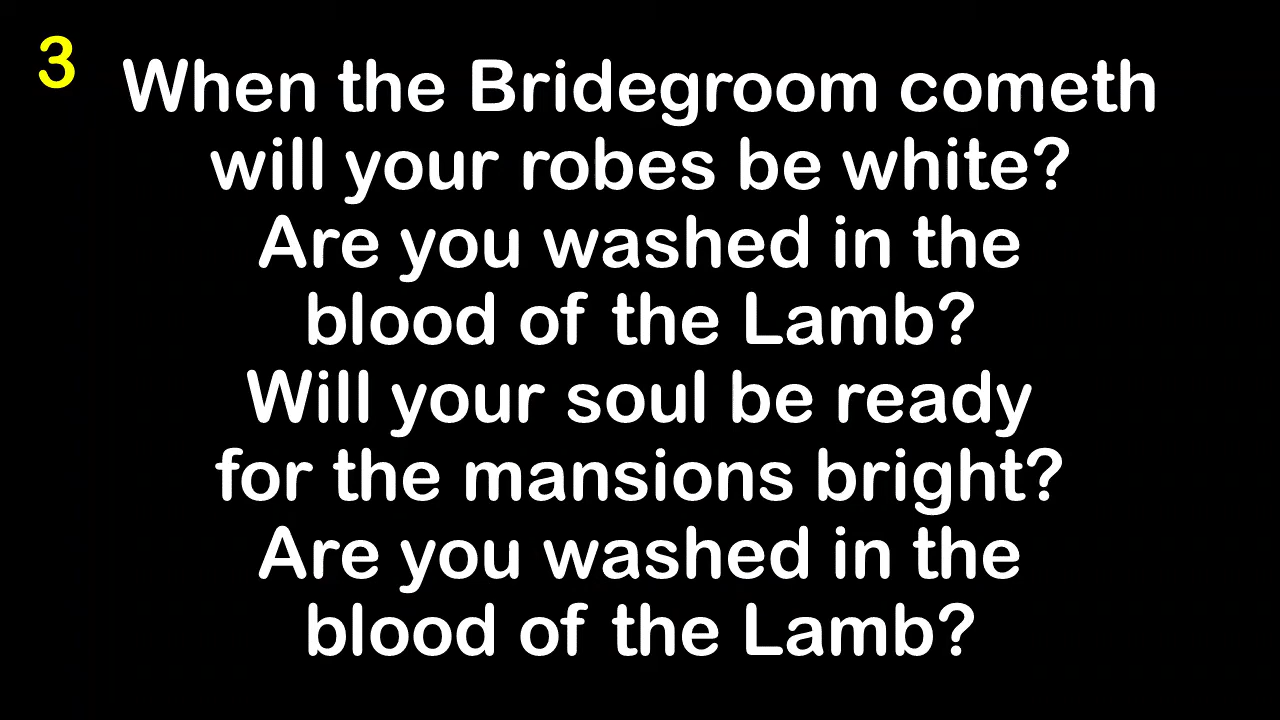 3
When the Bridegroom cometh
will your robes be white?
Are you washed in the
blood of the Lamb?
Will your soul be ready
for the mansions bright?
Are you washed in the
blood of the Lamb?